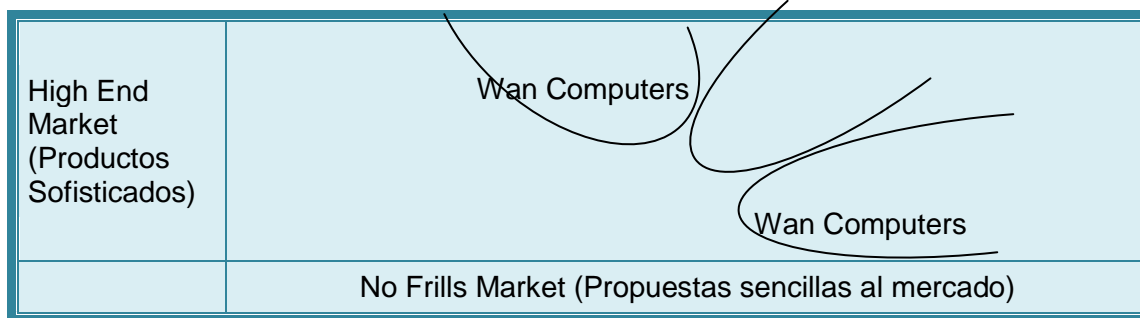 High End
Market
(Productos
Sofisticados)
Wan Computers
Wan Computers
No Frills Market (Propuestas sencillas al mercado)